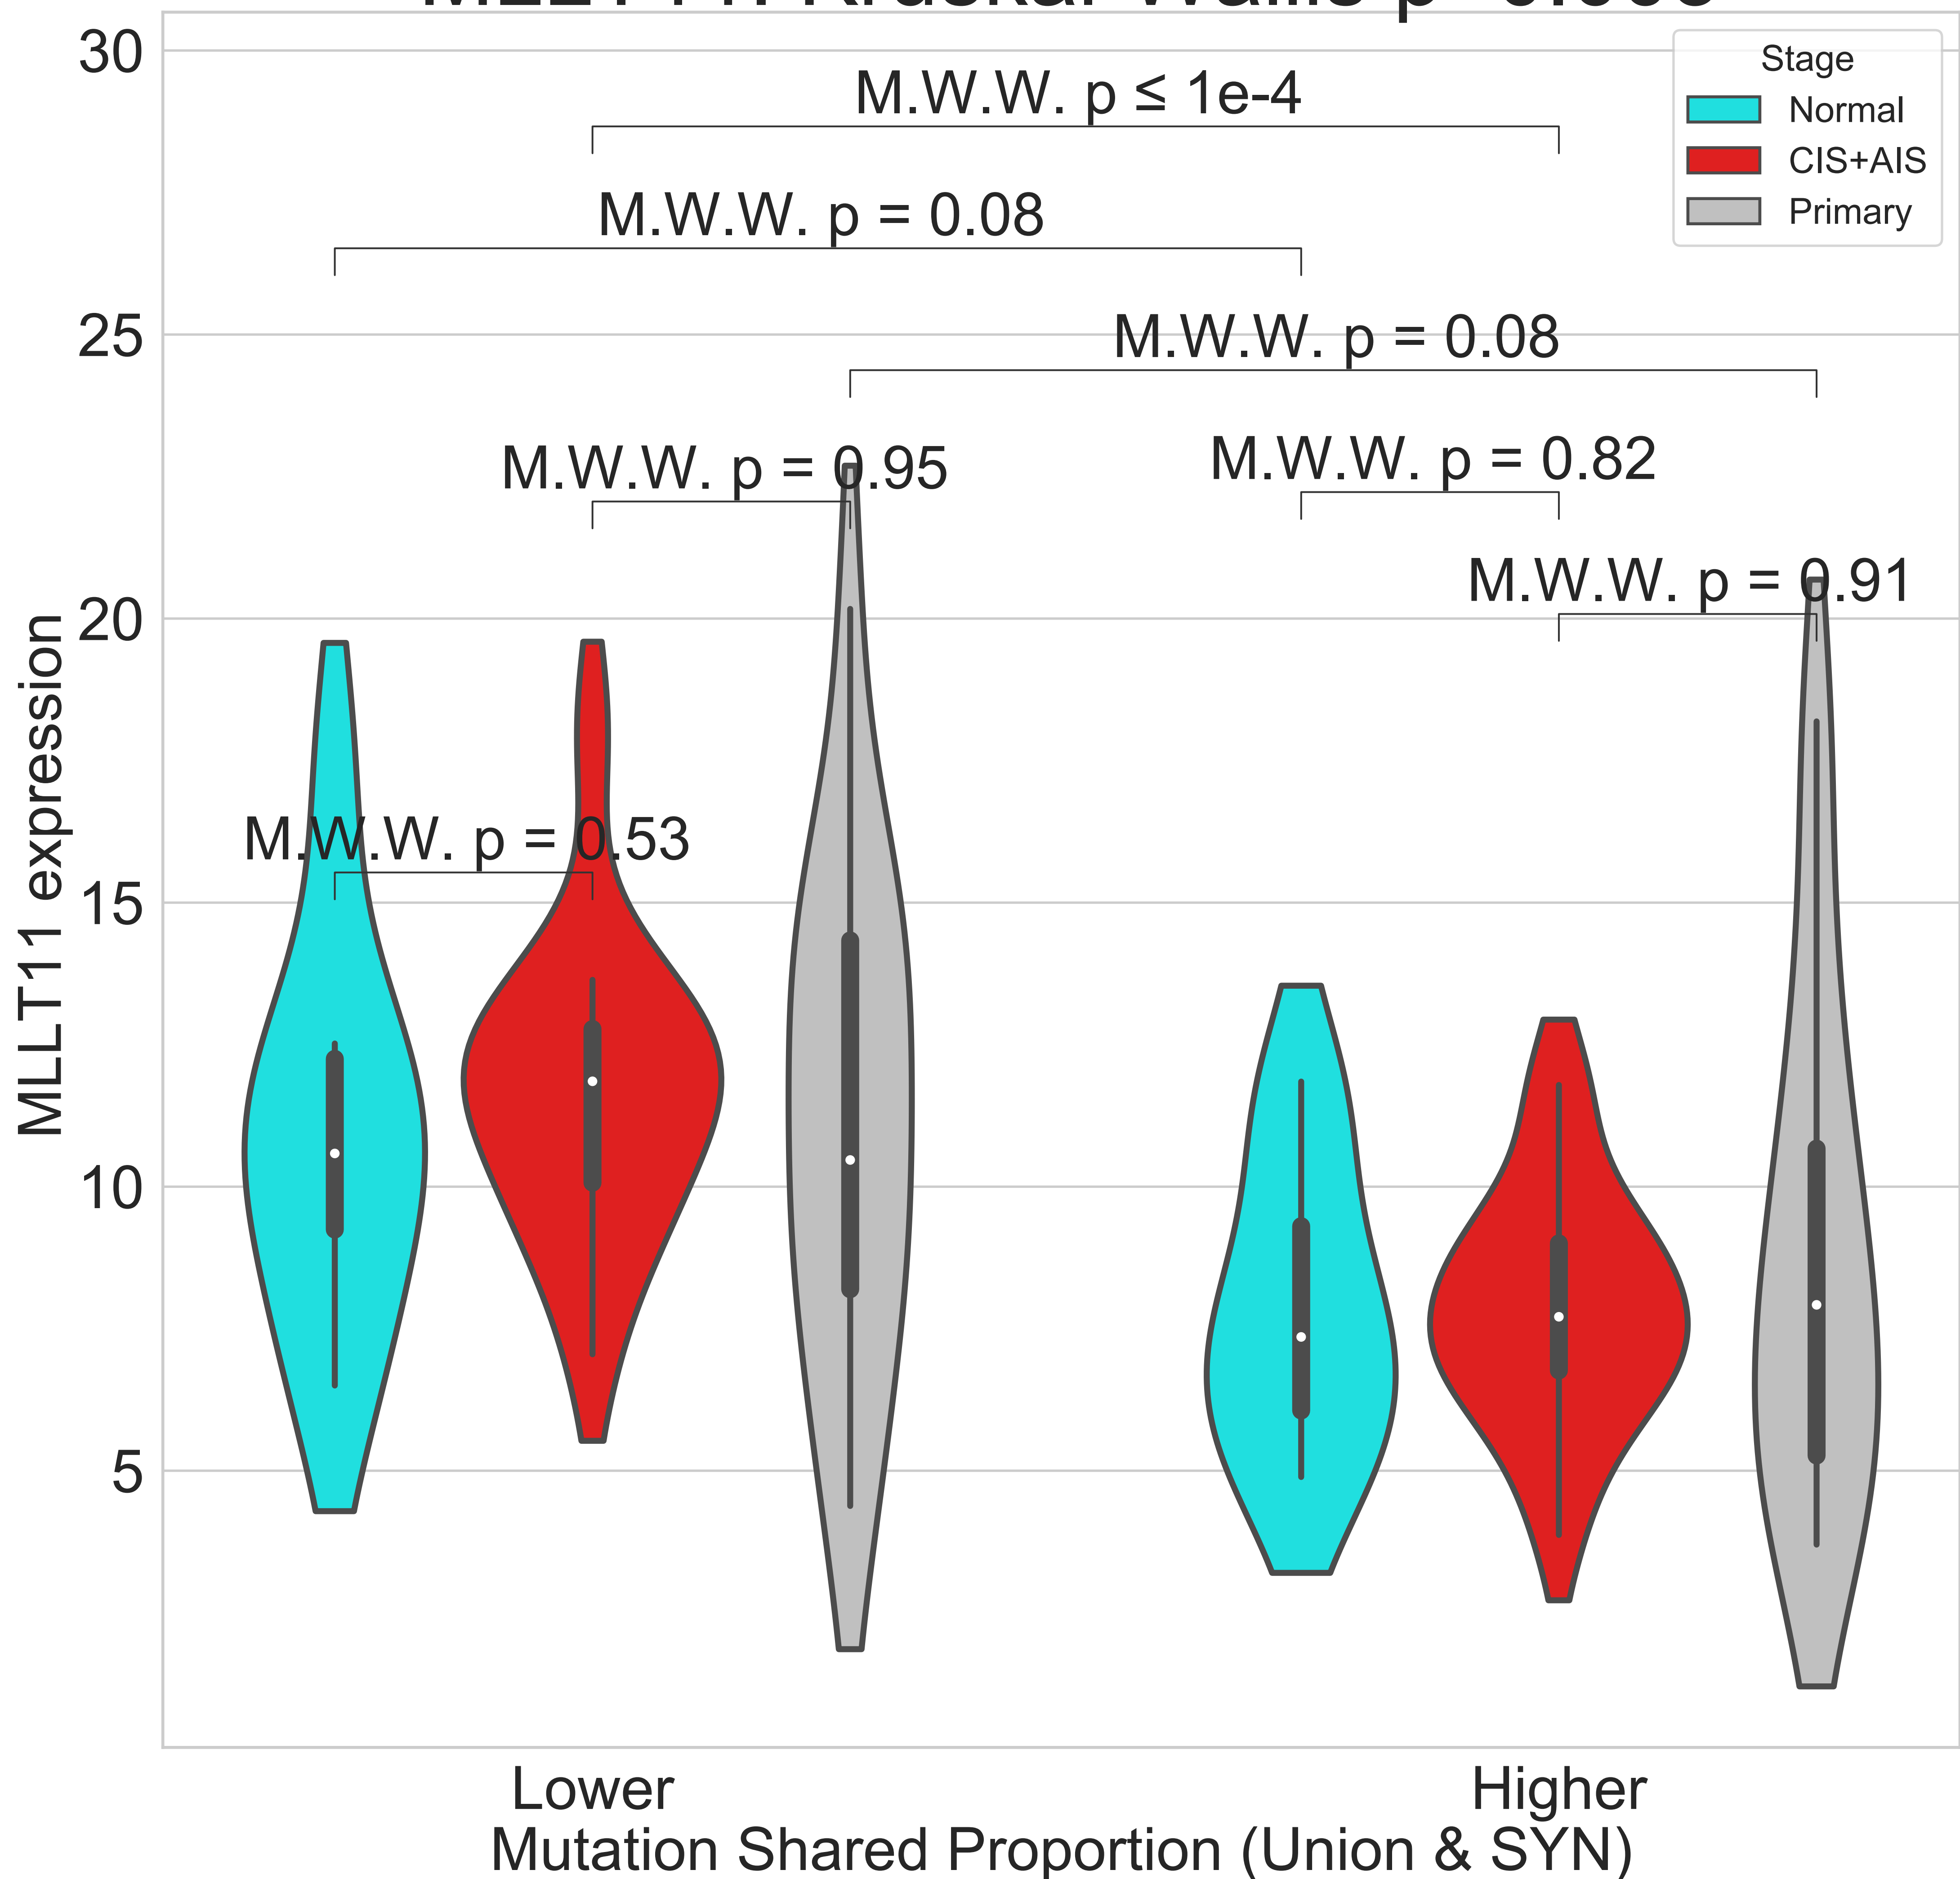 30
25
20
15
10
5
MLLT11 expression
M.W.W. p ≤ 1e-4
M.W.W. p = 0.08
M.W.W. p = 0.08
M.W.W. p = 0.95
M.W.W. p = 0.82
M.W.W. p = 0.91
M.W.W. p = 0.53
Stage
Normal
CIS+AIS
Primary
Lower
Higher
Mutation Shared Proportion (Union & SYN)